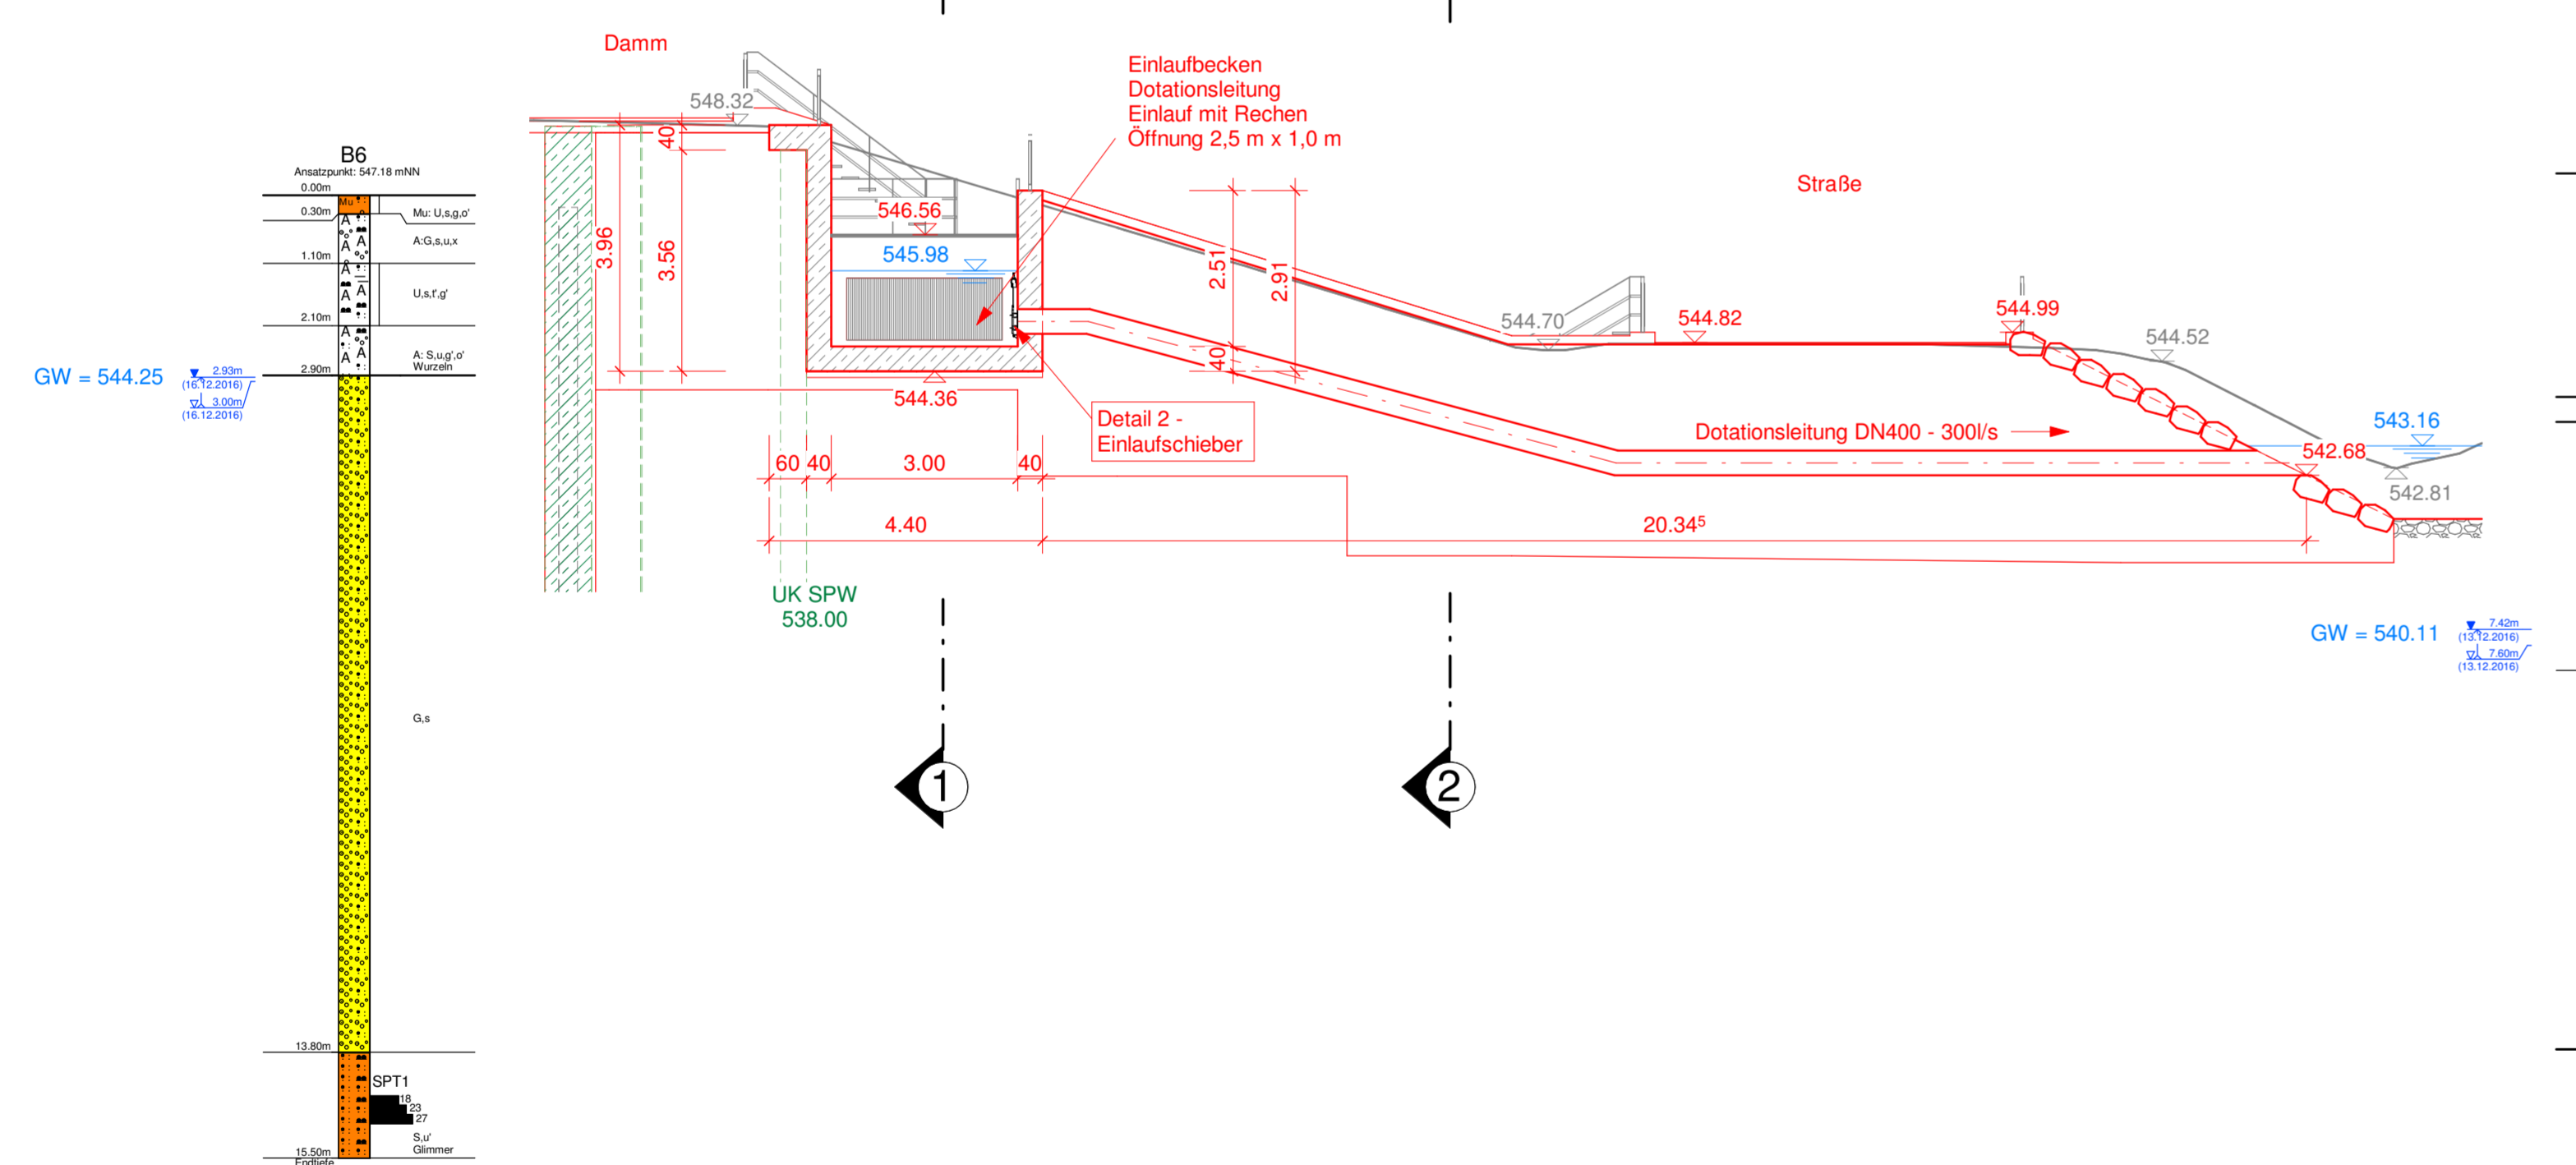 Damm
548.32
40
3.96
3.56
Einlaufbecken
Dotationsleitung
Einlauf mit Rechen
Öffnung 2,5 m x 1,0 m
546.56
545.98
544.36
2.51
2.91
40
Detail 2 -
Einlaufschieber
Straße
544.70
544.82
544.99
544.52
Dotationsleitung DN400 - 300l/s
543.16
542.68
542.81
60 40 3.00 40
4.40
20.34⁵
UK SPW
538.00
GW = 540.11
7.42m
(13.12.2016)
7.60m
(13.12.2016)
1
2
B6
Ansatzpunkt: 547.18 mNN
0.00m
Mu
0.30m
Mu: U,s,g,o'
A
A A
A:G,s,u,x
1.10m
A
A A
U,s,t',g'
2.10m
A
A A
A: S,u,g',o'
Wurzeln
2.90m
GW = 544.25
2.93m
(16.12.2016)
3.00m
(16.12.2016)
G,s
13.80m
SPT1
18
23
27
S,u'
Glimmer
15.50m
Endtiefe